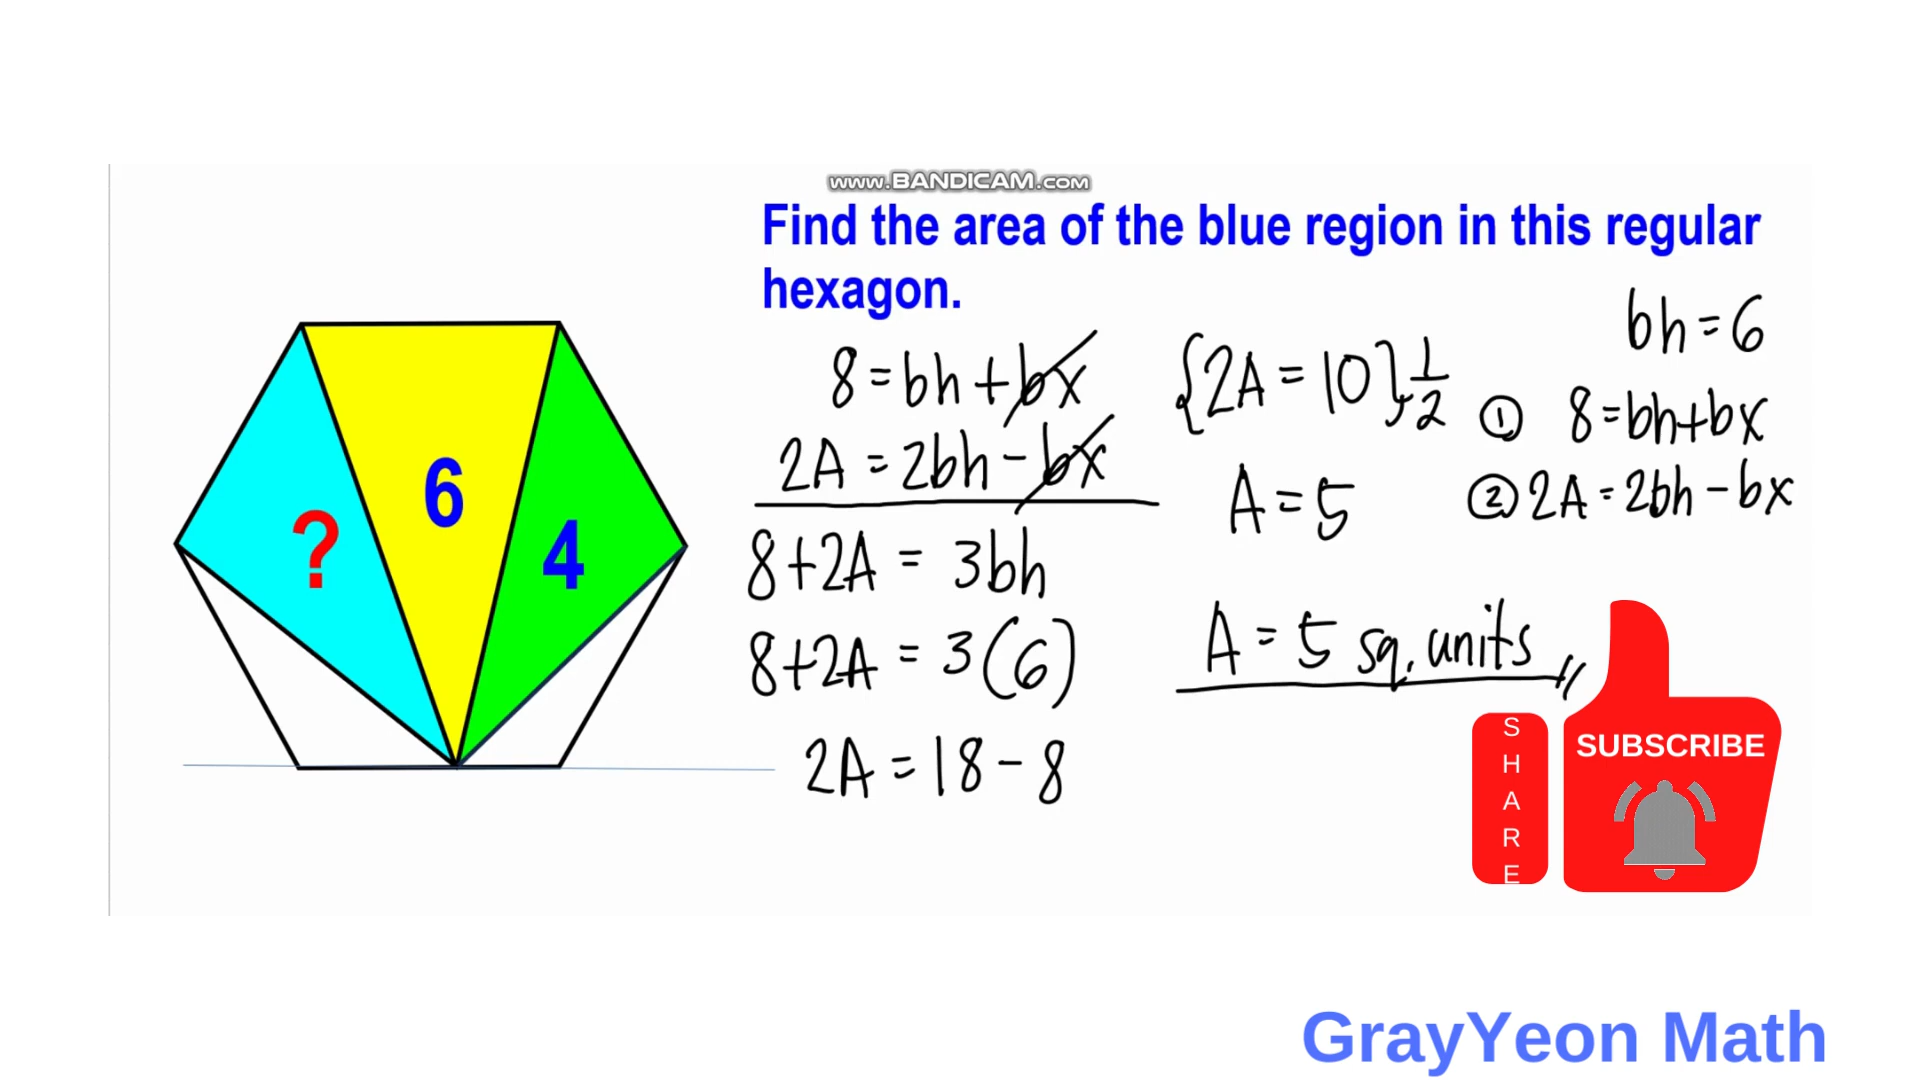 www.BANDICAM.com
Find the area of the blue region in this regular
hexagon.
?
6
4
8 = bh + bx
2A = 2bh - bx
8+2A = 3bh
8+2A = 3(6)
2A = 18 - 8
{2A = 10} 1/2
A = 5
A = 5 sq. units
bh = 6
① 8 = bh+bx
② 2A = 2bh - bx
SHARE
SUBSCRIBE
GrayYeon Math